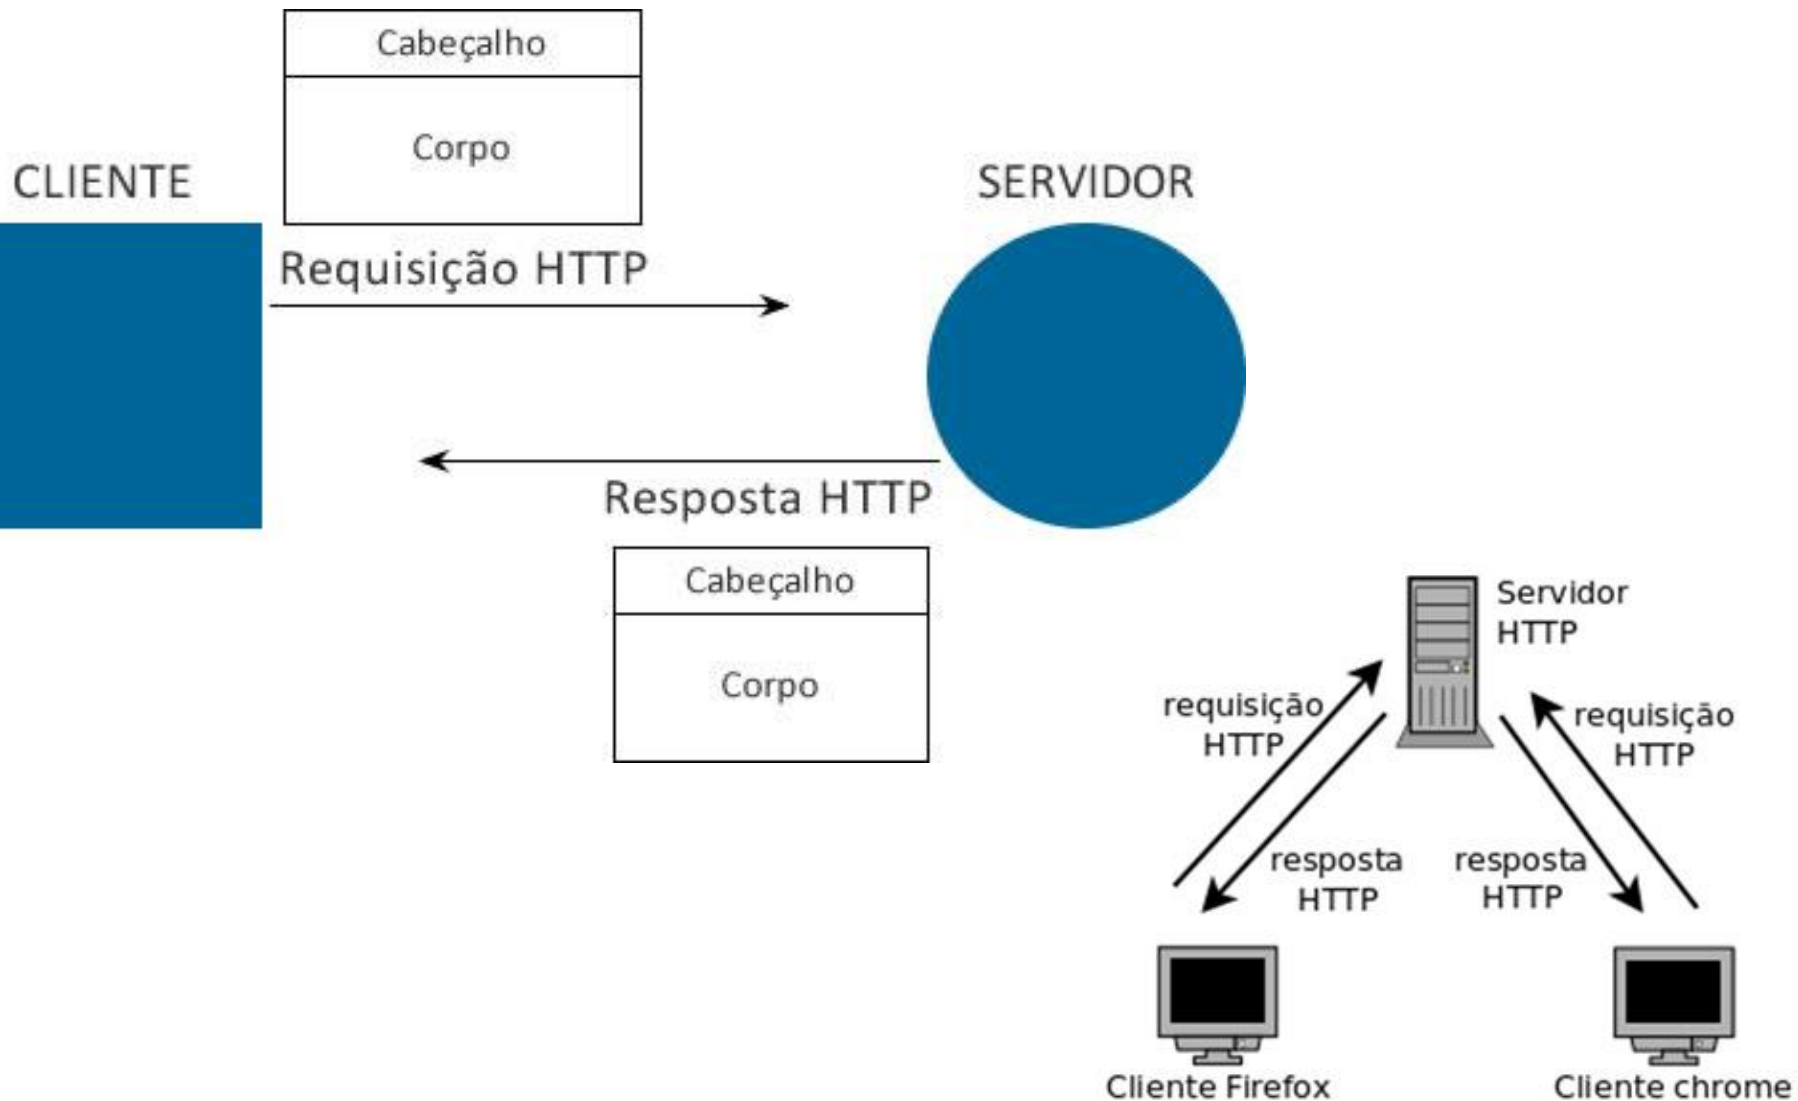 Cabeçalho
Corpo
CLIENTE
SERVIDOR
Requisição HTTP
Resposta HTTP
Cabeçalho
Corpo
Servidor
HTTP
requisição
HTTP
requisição
HTTP
resposta
HTTP
resposta
HTTP
Cliente Firefox
Cliente chrome